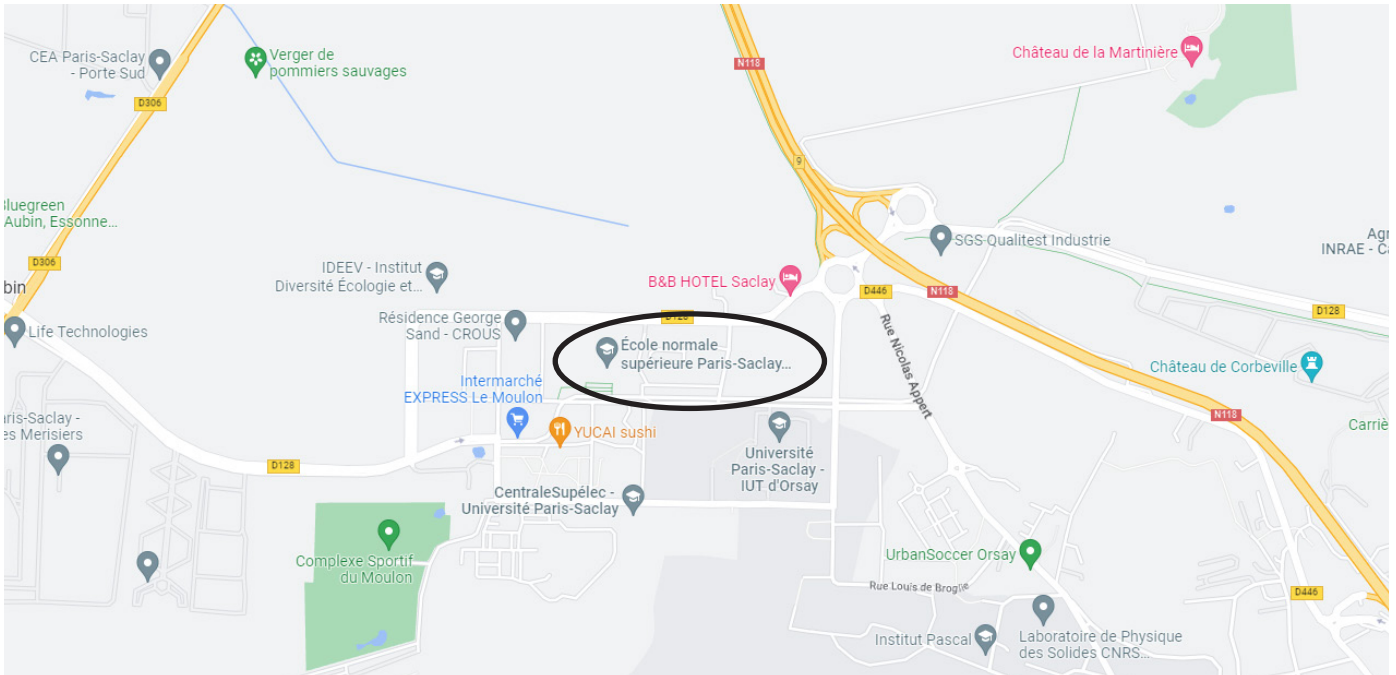 CEA Paris-Saclay
- Porte Sud
Verger de
pommiers sauvages
N118
Château de la Martinière
D306
9
Bluegreen
Aubin, Essonne...
SGS Qualitest Industrie
Agr
INRAE - Ca
D306
IDEEV - Institut
Diversité Écologie et...
B&B HOTEL Saclay
D446
N118
bin
Life Technologies
Résidence George
Sand - CROUS
D128
D128
École normale
supérieure Paris-Saclay...
Rue Nicolas Appert
Château de Corbeville
Intermarché
EXPRESS Le Moulon
N118
aris-Saclay -
es Merisiers
YUCAI sushi
Carriè
Université
Paris-Saclay -
IUT d'Orsay
D128
CentraleSupélec -
Université Paris-Saclay
Complexe Sportif
du Moulon
UrbanSoccer Orsay
Rue Louis de Broglie
D446
Institut Pascal
Laboratoire de Physique
des Solides CNRS...